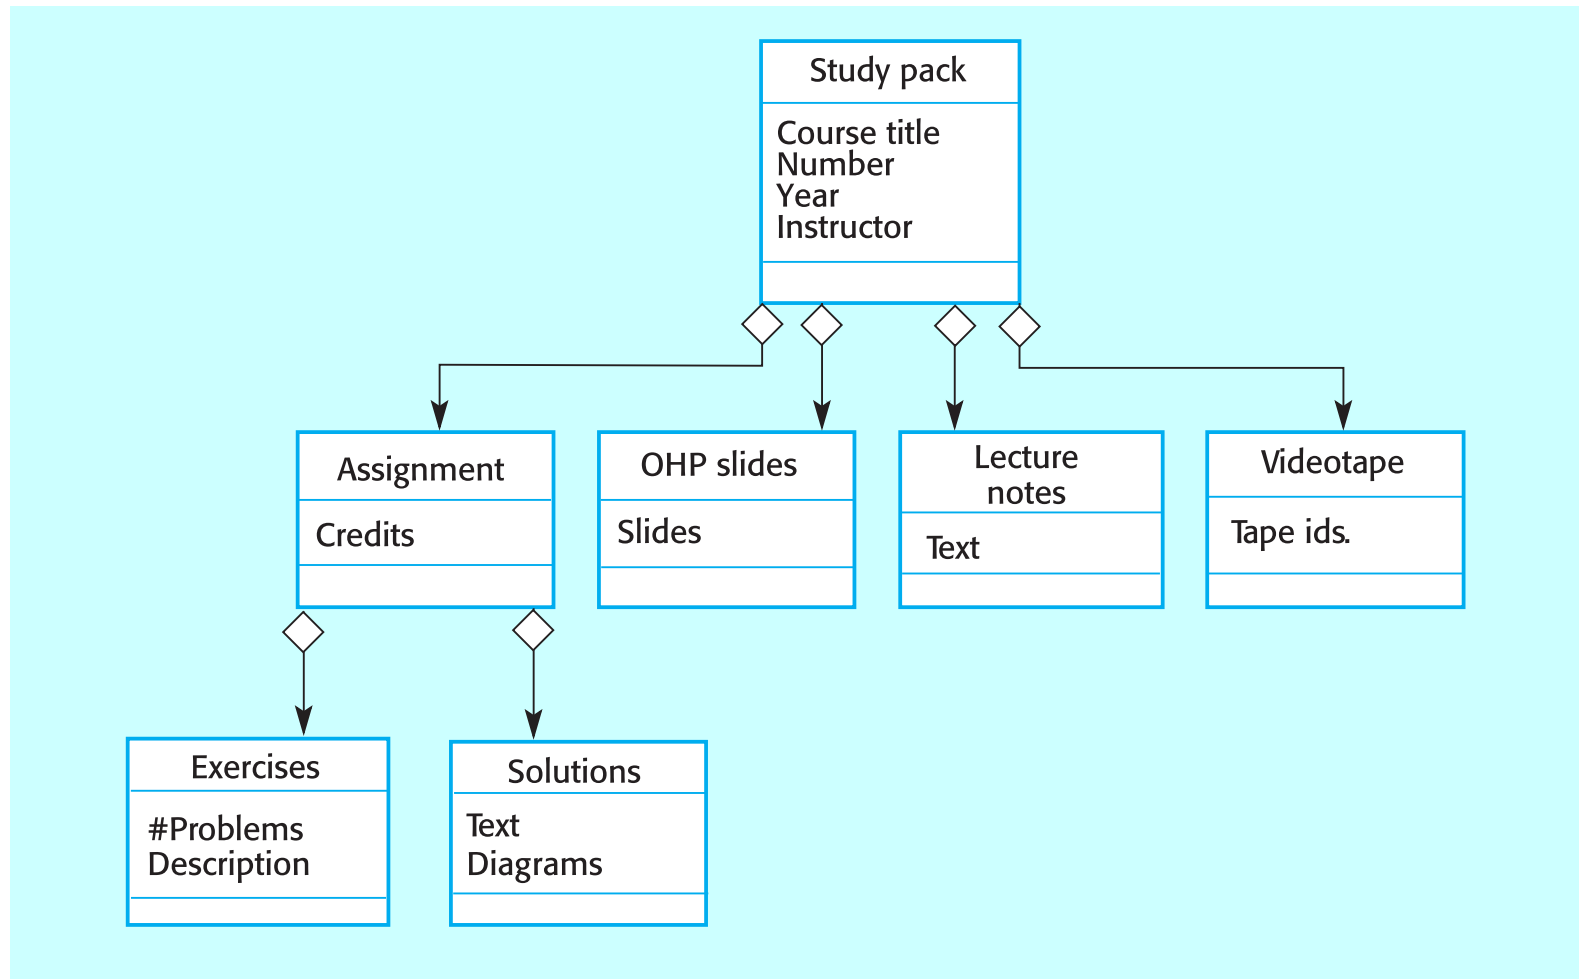 Study pack
Course title
Number
Year
Instructor
Assignment
Credits
OHP slides
Slides
Lecture
notes
Text
Videotape
Tape ids.
Exercises
#Problems
Description
Solutions
Text
Diagrams